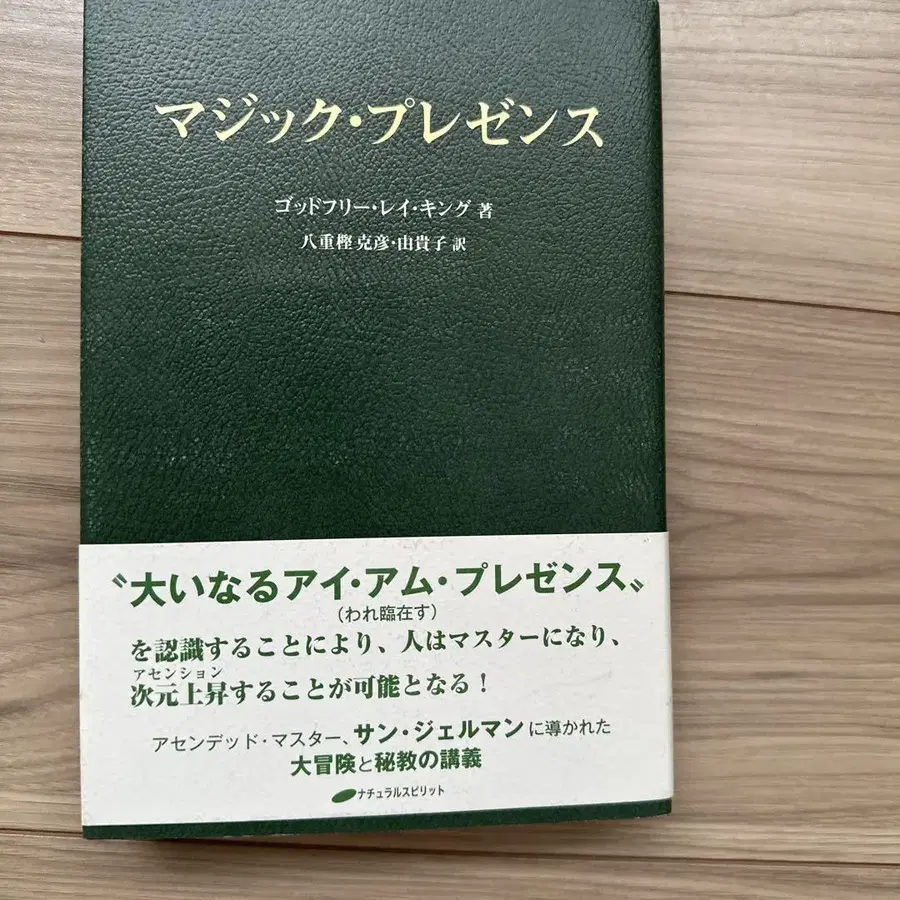 マジック・プレゼンス
ゴッドフリー・レイ・キング 著
八重樫 克彦・由貴子 訳
〝大いなるアイ・アム・プレゼンス〟
(われ臨在す)
を認識することにより、人はマスターになり、
アセンション
次元上昇することが可能となる!
アセンデッド・マスター、サン・ジェルマンに導かれた
大冒険と秘教の講義
ナチュラルスピリット